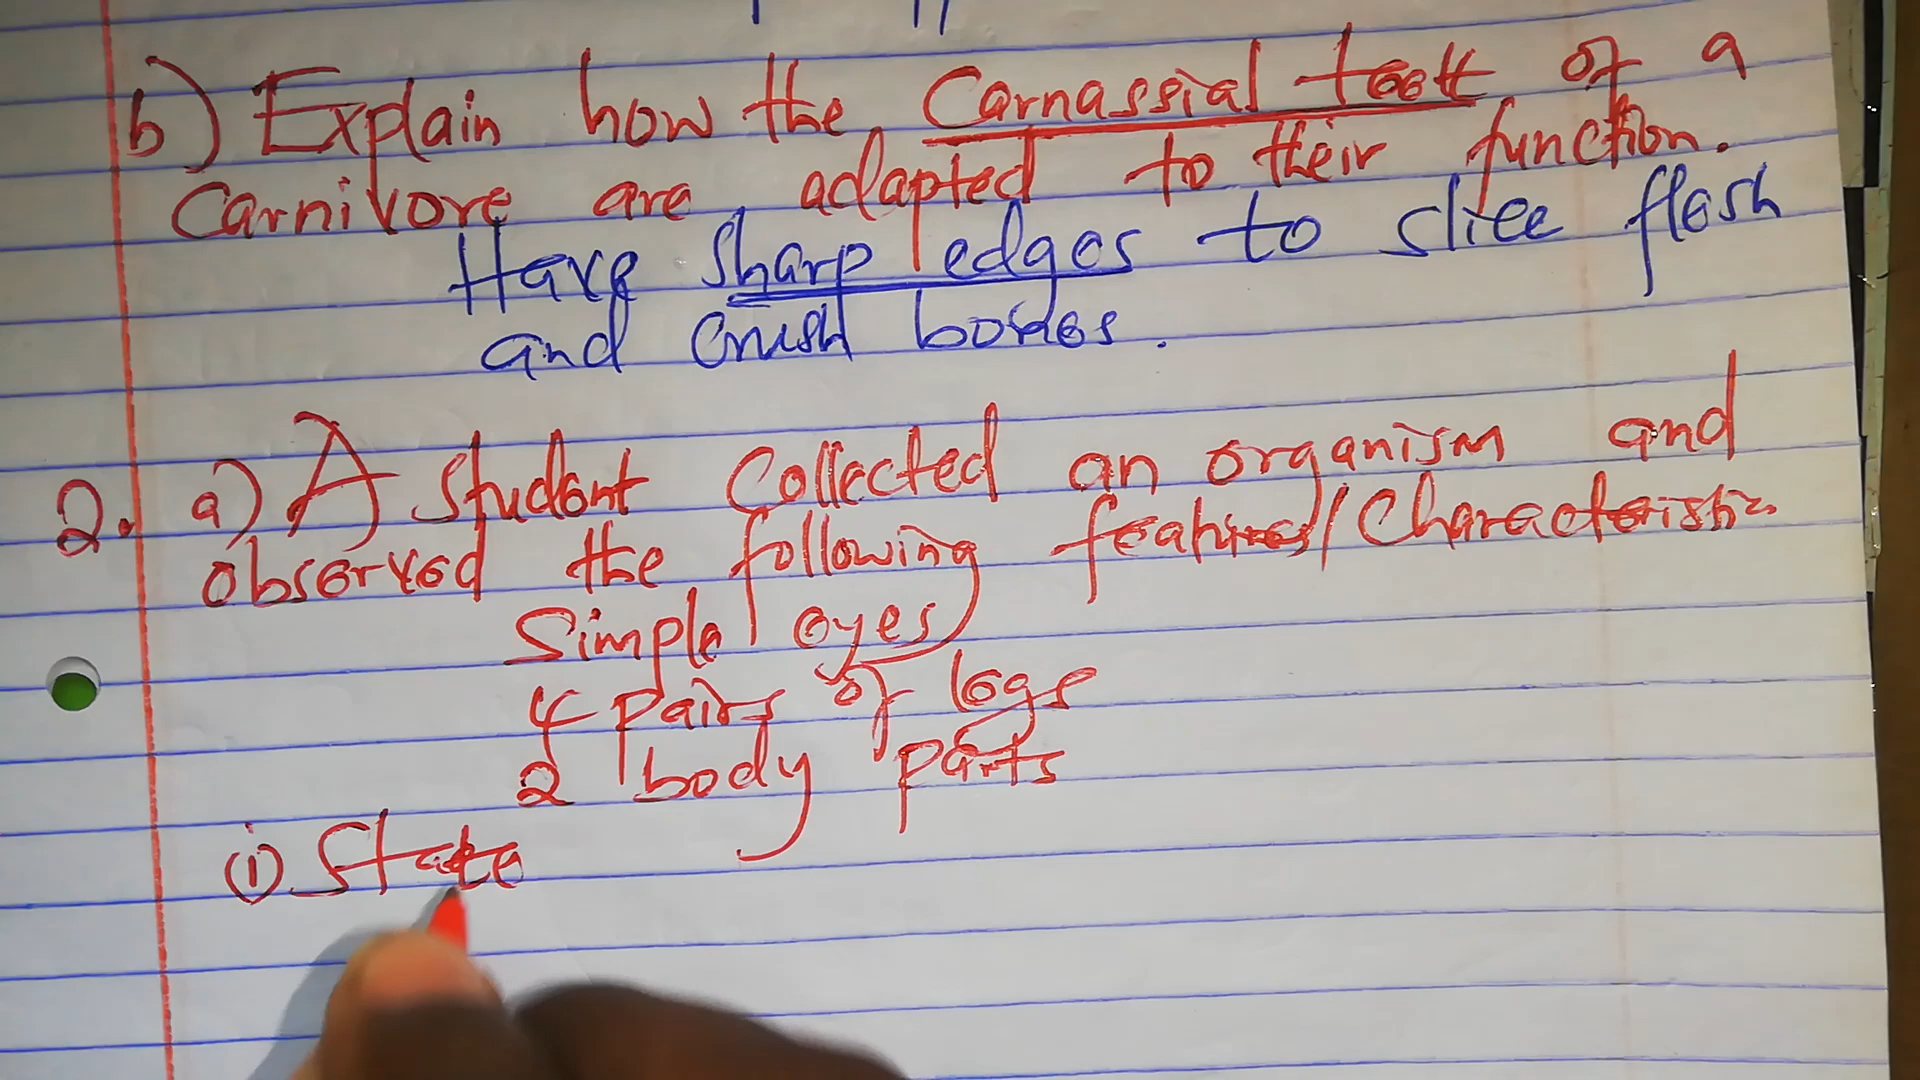 b) Explain how the Carnassial teeth of a
Carnivore are adapted to their function.
Have sharp edges to slice flesh
and crush bones.
2. a) A student collected an organism and
observed the following features/Characteristics
Simple eyes
4 pairs of legs
2 body parts
(i) State